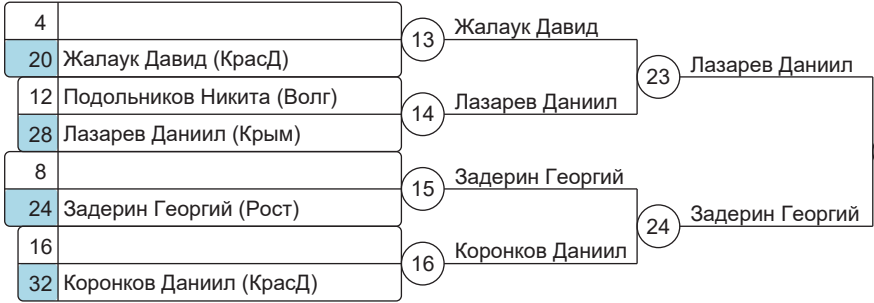 4
13 Жалаук Давид
20 Жалаук Давид (КрасД)
23 Лазарев Даниил
12 Подольников Никита (Волг)
14 Лазарев Даниил
28 Лазарев Даниил (Крым)
8
15 Задерин Георгий
24 Задерин Георгий (Рост)
24 Задерин Георгий
16
16 Коронков Даниил
32 Коронков Даниил (КрасД)